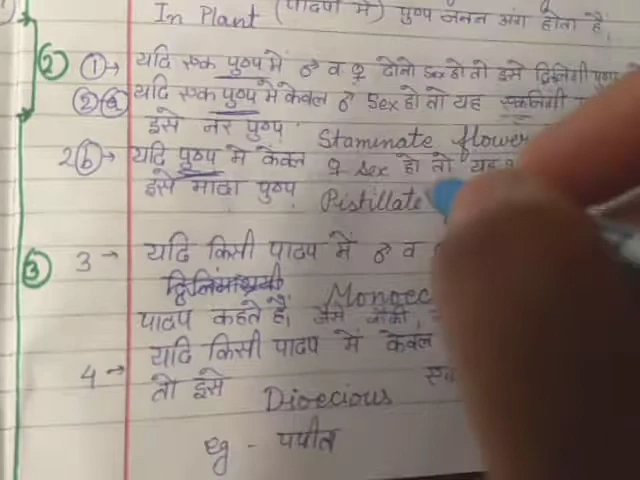 In Plant (पादपो में) पुष्प जनन अंग होता है,
② ①→ यदि एक पुष्प में ♂ व ♀ दोनो sex हो तो इसे द्विलिंगी पुष्प
②ⓐ यदि एक पुष्प मे केवल ♂ Sex हो तो यह एकलिंगी
इसे नर पुष्प Staminate flower
2ⓑ→ यदि पुष्प मे केवल ♀ sex हो तो यह
इसे मादा पुष्प Pistillate
③ 3 → यदि किसी पादप में ♂ व
द्विलिंगाश्रयी Monoec
पादप कहते हैं, जैसे
4 → यदि किसी पादप में केवल
तो इसे Dioecious
eg - पपीत